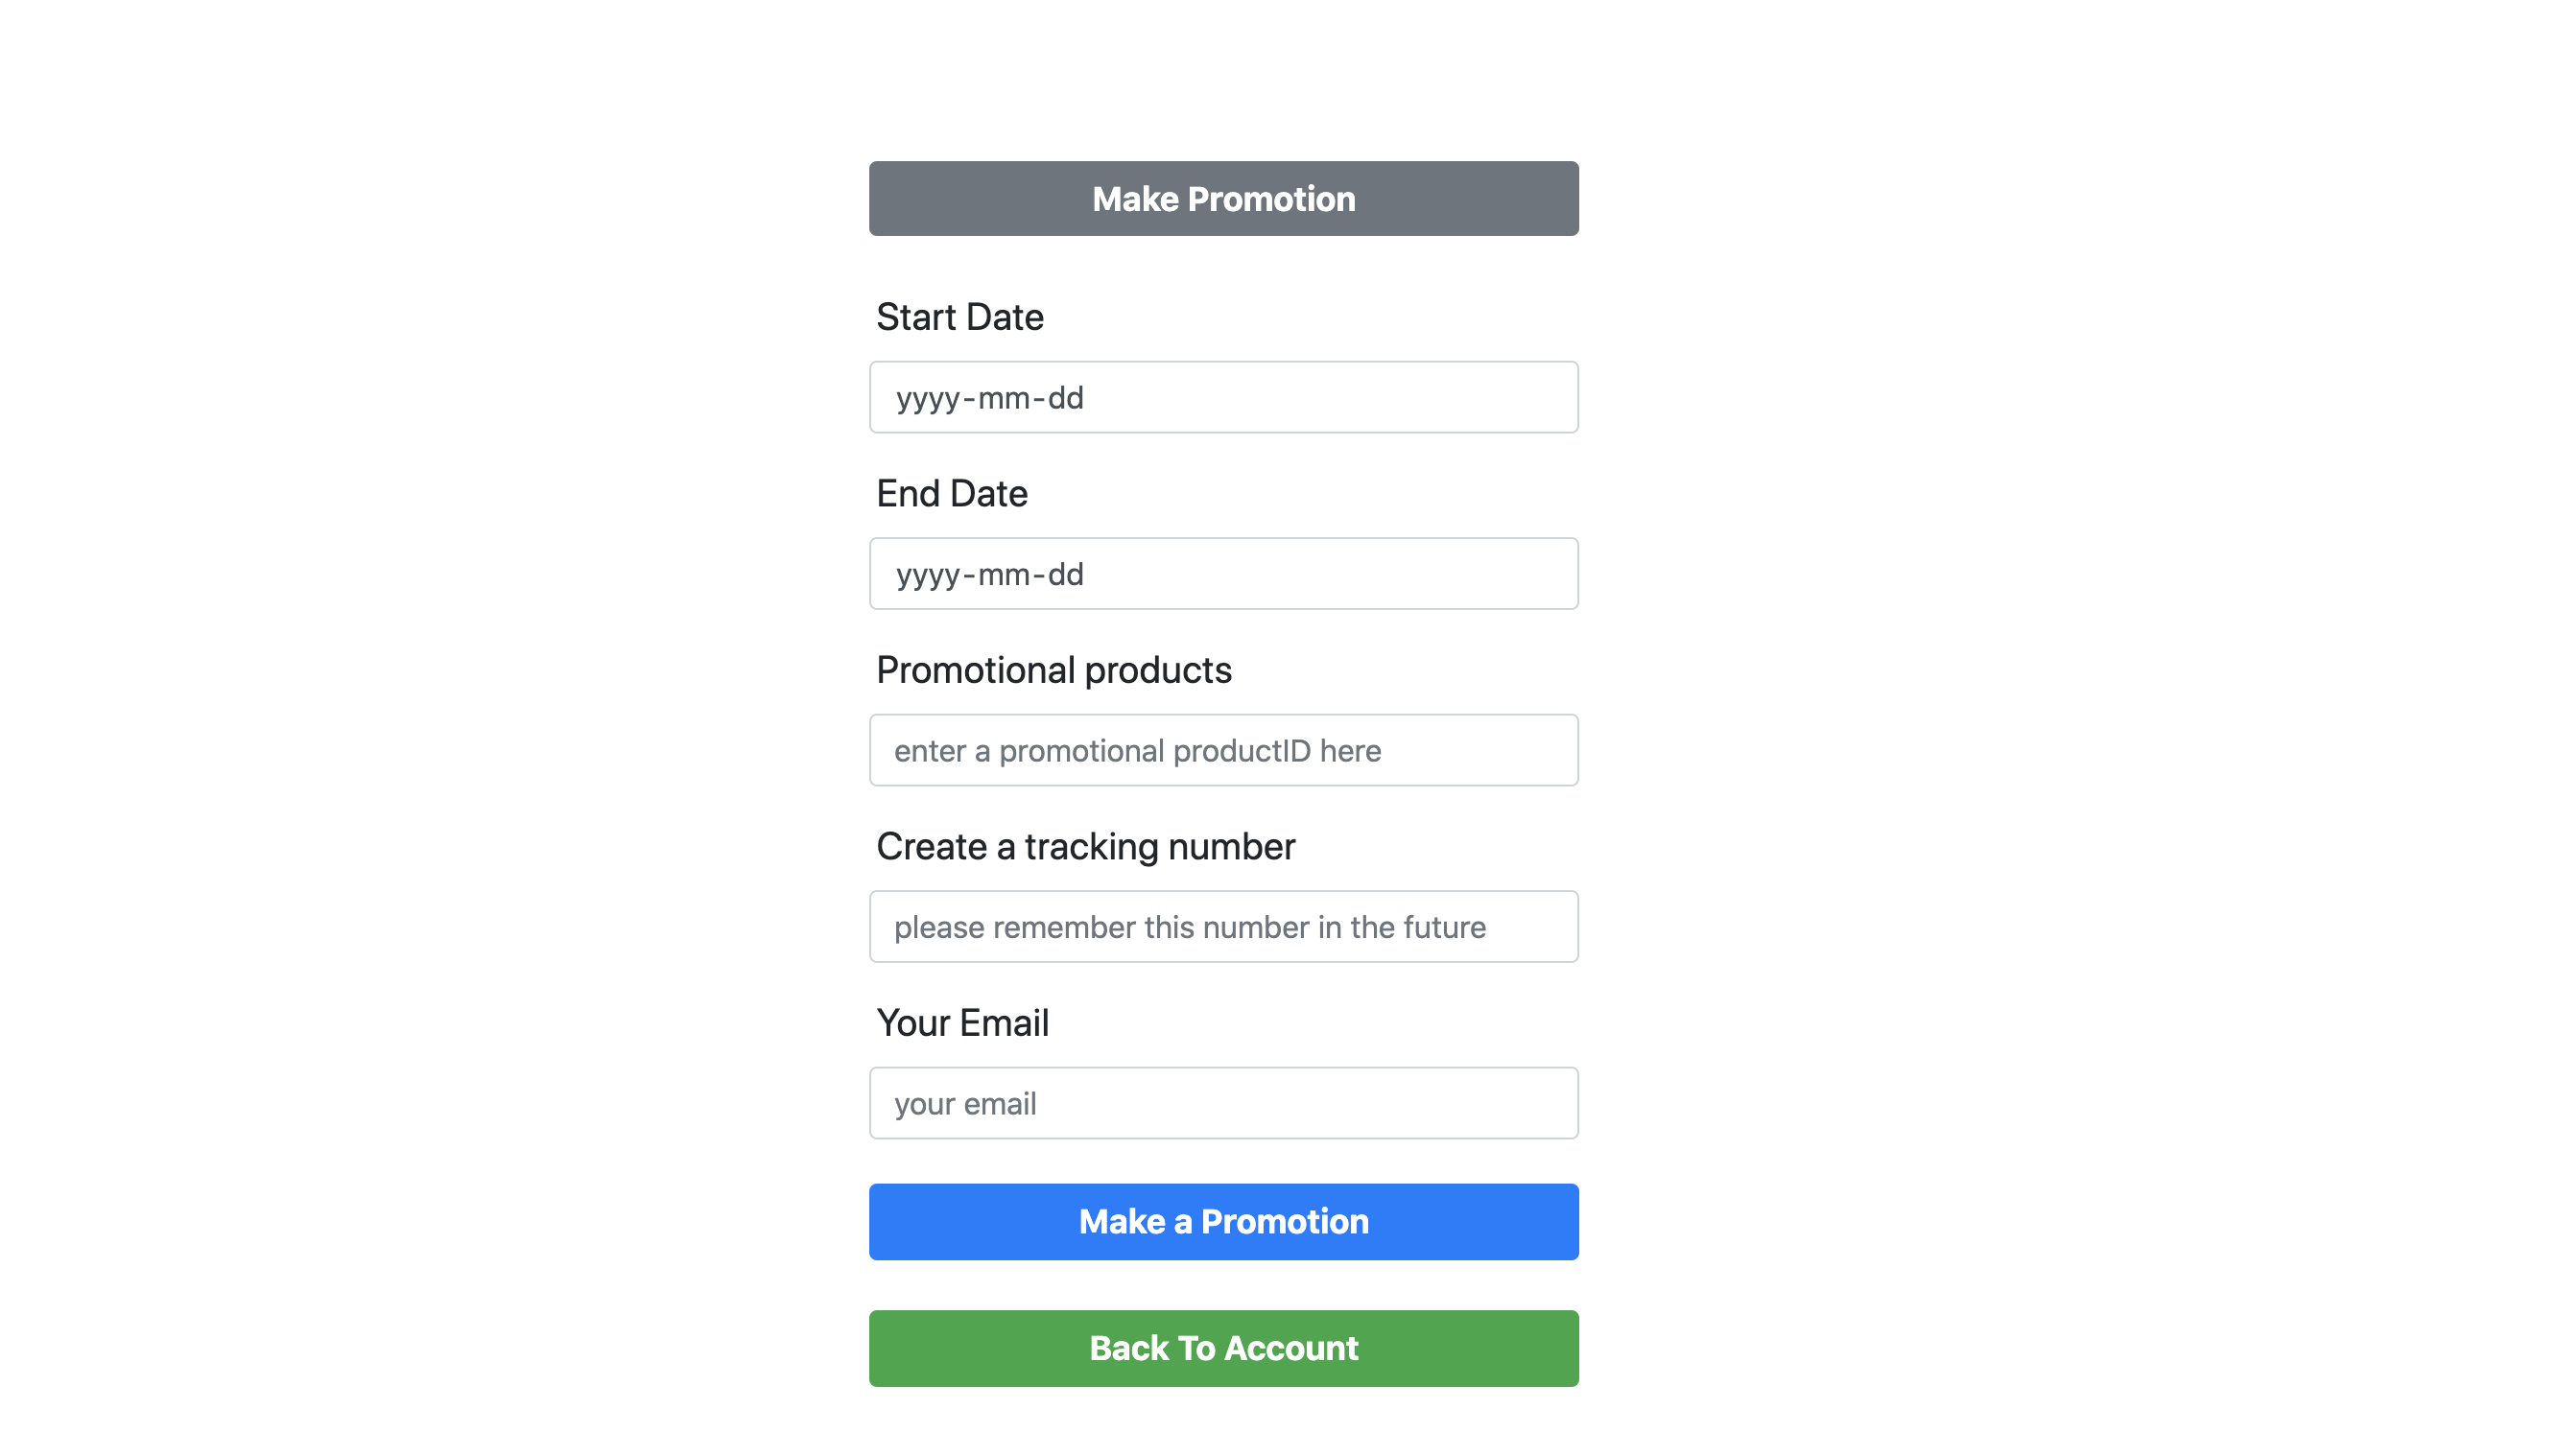 Make Promotion
Start Date
yyyy-mm-dd
End Date
yyyy-mm-dd
Promotional products
enter a promotional productID here
Create a tracking number
please remember this number in the future
Your Email
your email
Make a Promotion
Back To Account